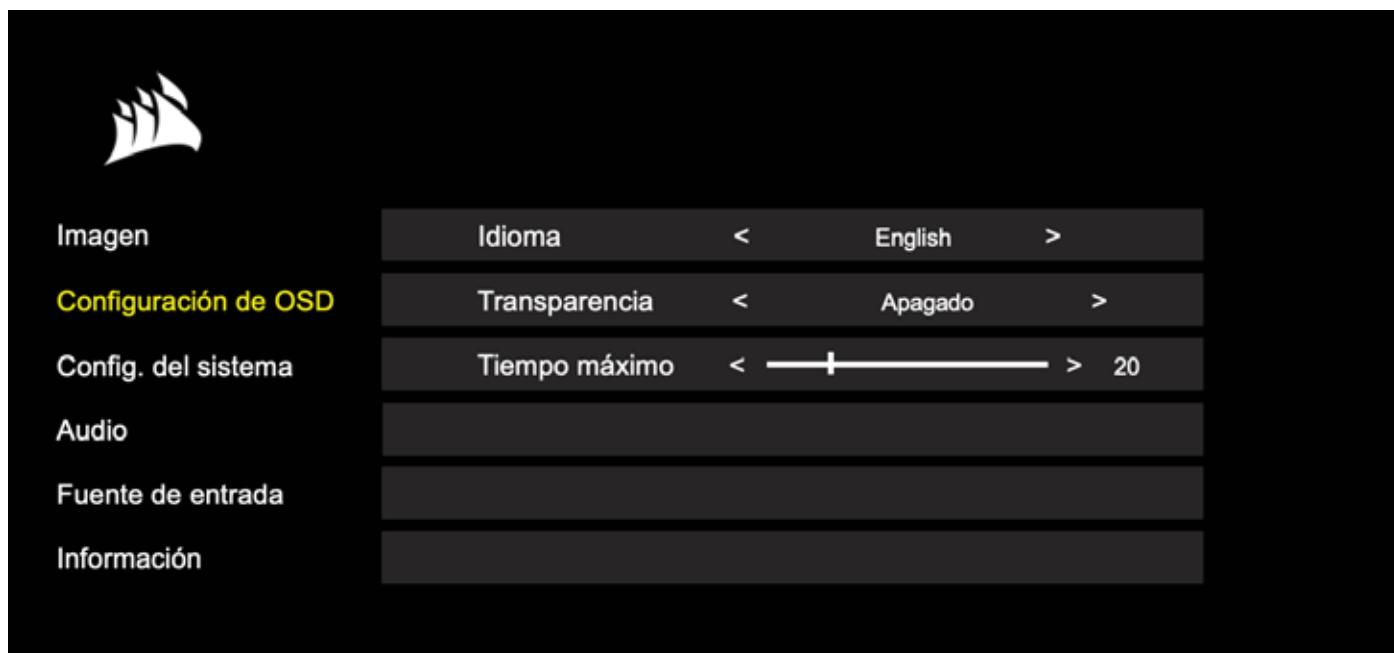 Imagen Idioma < English >
Configuración de OSD Transparencia < Apagado >
Config. del sistema Tiempo máximo < > 20
Audio
Fuente de entrada
Información